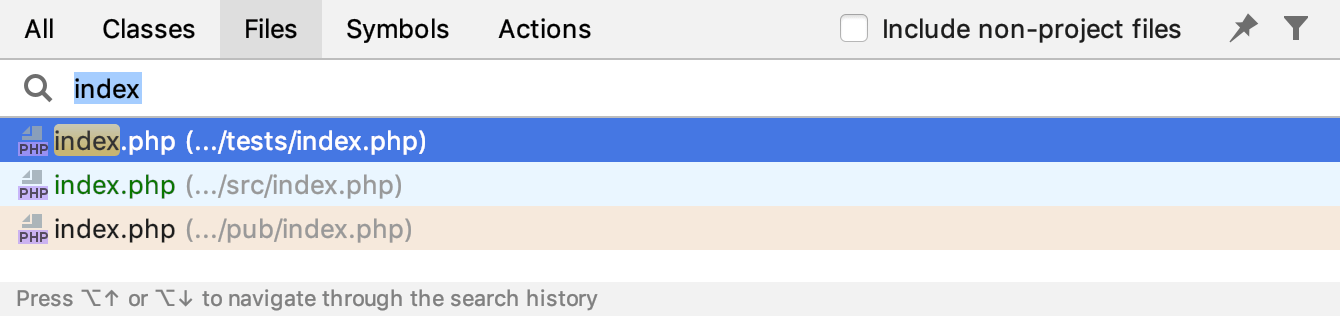 All Classes Files Symbols Actions Include non-project files
index
PHP index.php (.../tests/index.php)
PHP index.php (.../src/index.php)
PHP index.php (.../pub/index.php)
Press ⌥↑ or ⌥↓ to navigate through the search history